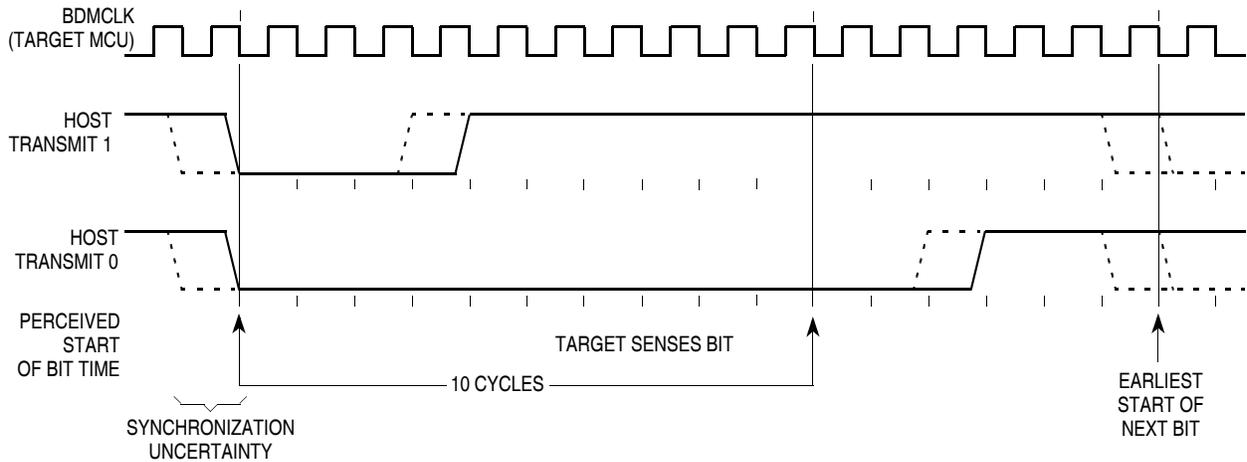 BDMCLK
(TARGET MCU)
HOST
TRANSMIT 1
HOST
TRANSMIT 0
PERCEIVED
START
OF BIT TIME
TARGET SENSES BIT
10 CYCLES
SYNCHRONIZATION
UNCERTAINTY
EARLIEST
START OF
NEXT BIT